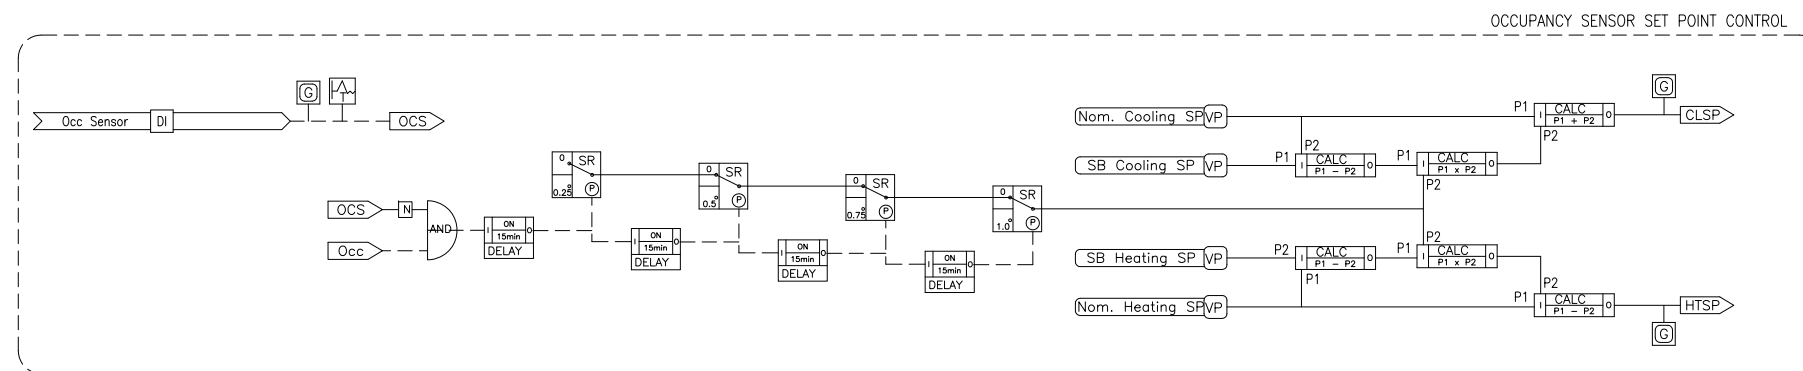 OCCUPANCY SENSOR SET POINT CONTROL
Occ Sensor
DI
G
OCS
OCS
N
Occ
AND
I
ON
15min
O
DELAY
0
SR
0.25
P
I
ON
15min
O
DELAY
0
SR
0.5
P
I
ON
15min
O
DELAY
0
SR
0.75
P
I
ON
15min
O
DELAY
0
SR
1.0
P
Nom. Cooling SP
VP
SB Cooling SP
VP
P1
P2
I
CALC
P1 - P2
O
P1
I
CALC
P1 x P2
O
P2
P1
I
CALC
P1 + P2
O
P2
G
CLSP
SB Heating SP
VP
Nom. Heating SP
VP
P2
I
CALC
P1 - P2
O
P1
P1
P2
I
CALC
P1 x P2
O
P2
P1
I
CALC
P1 - P2
O
G
HTSP